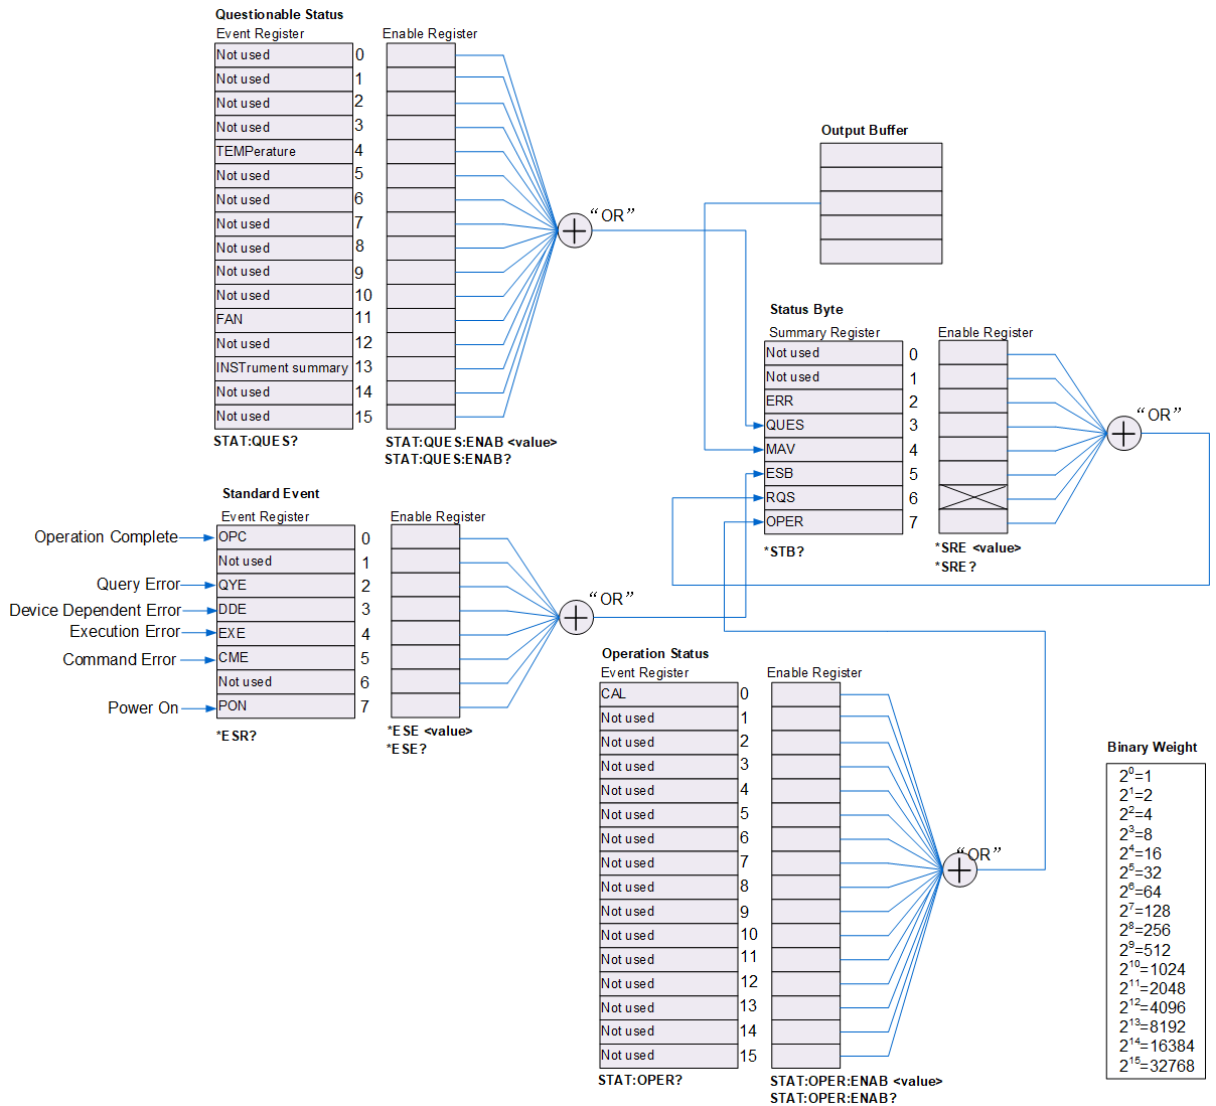 Questionable Status
Event Register
Enable Register
Not used 0
Not used 1
Not used 2
Not used 3
TEMPerature 4
Not used 5
Not used 6
Not used 7
Not used 8
Not used 9
Not used 10
FAN 11
Not used 12
INSTrument summary 13
Not used 14
Not used 15
STAT:QUES?
STAT:QUES:ENAB <value>
STAT:QUES:ENAB?
“OR”
Output Buffer
Status Byte
Summary Register
Enable Register
Not used 0
Not used 1
ERR 2
QUES 3
MAV 4
ESB 5
RQS 6
OPER 7
*STB?
*SRE <value>
*SRE?
“OR”
Standard Event
Event Register
Enable Register
Operation Complete OPC 0
Not used 1
Query Error QYE 2
Device Dependent Error DDE 3
Execution Error EXE 4
Command Error CME 5
Not used 6
Power On PON 7
*ESR?
*ESE <value>
*ESE?
“OR”
Operation Status
Event Register
Enable Register
CAL 0
Not used 1
Not used 2
Not used 3
Not used 4
Not used 5
Not used 6
Not used 7
Not used 8
Not used 9
Not used 10
Not used 11
Not used 12
Not used 13
Not used 14
Not used 15
STAT:OPER?
STAT:OPER:ENAB <value>
STAT:OPER:ENAB?
“OR”
Binary Weight
2⁰=1
2¹=2
2²=4
2³=8
2⁴=16
2⁵=32
2⁶=64
2⁷=128
2⁸=256
2⁹=512
2¹⁰=1024
2¹¹=2048
2¹²=4096
2¹³=8192
2¹⁴=16384
2¹⁵=32768